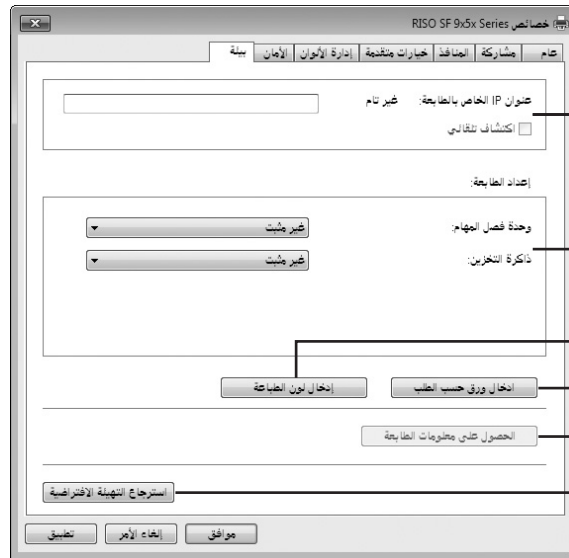 خصائص RISO SF 9x5x Series
عام مشاركة المنافذ خيارات متقدمة إدارة الألوان الأمان بيئة
عنوان IP الخاص بالطابعة: غير تام
اكتشاف تلقائي
إعداد الطابعة:
وحدة فصل المهام: غير مثبت
ذاكرة التخزين: غير مثبت
ادخال ورق حسب الطلب إدخال لون الطباعة
الحصول على معلومات الطابعة
استرجاع التهيئة الافتراضية
موافق إلغاء الأمر تطبيق